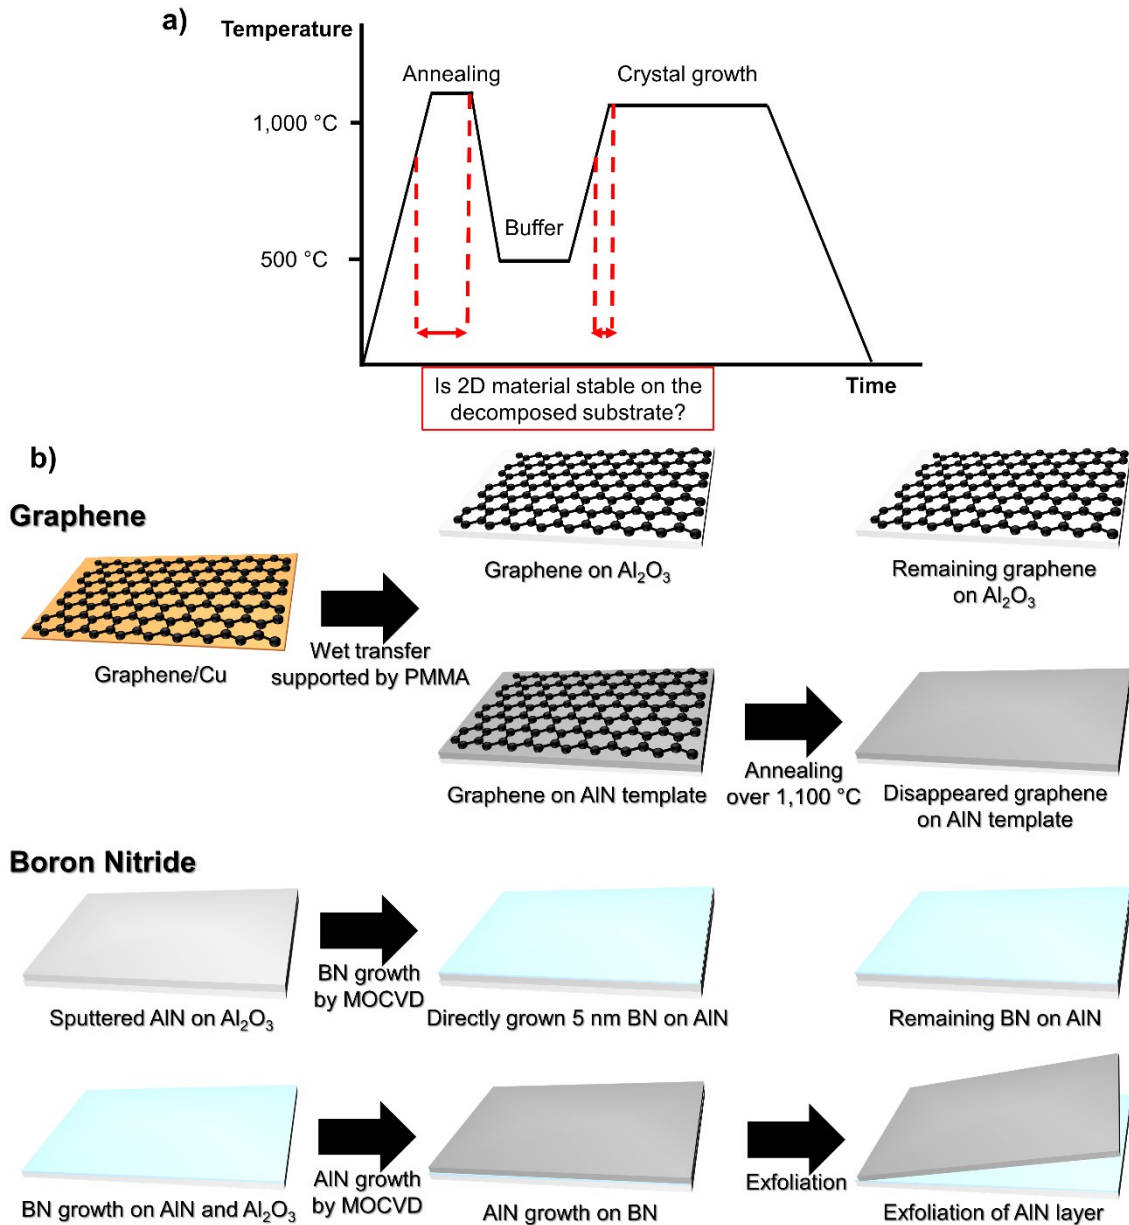 a)
Temperature
Annealing
Crystal growth
1,000 °C
Buffer
500 °C
Time
Is 2D material stable on the
decomposed substrate?
b)
Graphene
Graphene/Cu
Wet transfer
supported by PMMA
Graphene on Al₂O₃
Remaining graphene
on Al₂O₃
Graphene on AlN template
Annealing
over 1,100 °C
Disappeared graphene
on AlN template
Boron Nitride
Sputtered AlN on Al₂O₃
BN growth
by MOCVD
Directly grown 5 nm BN on AlN
Remaining BN on AlN
BN growth on AlN and Al₂O₃
AlN growth
by MOCVD
AlN growth on BN
Exfoliation
Exfoliation of AlN layer